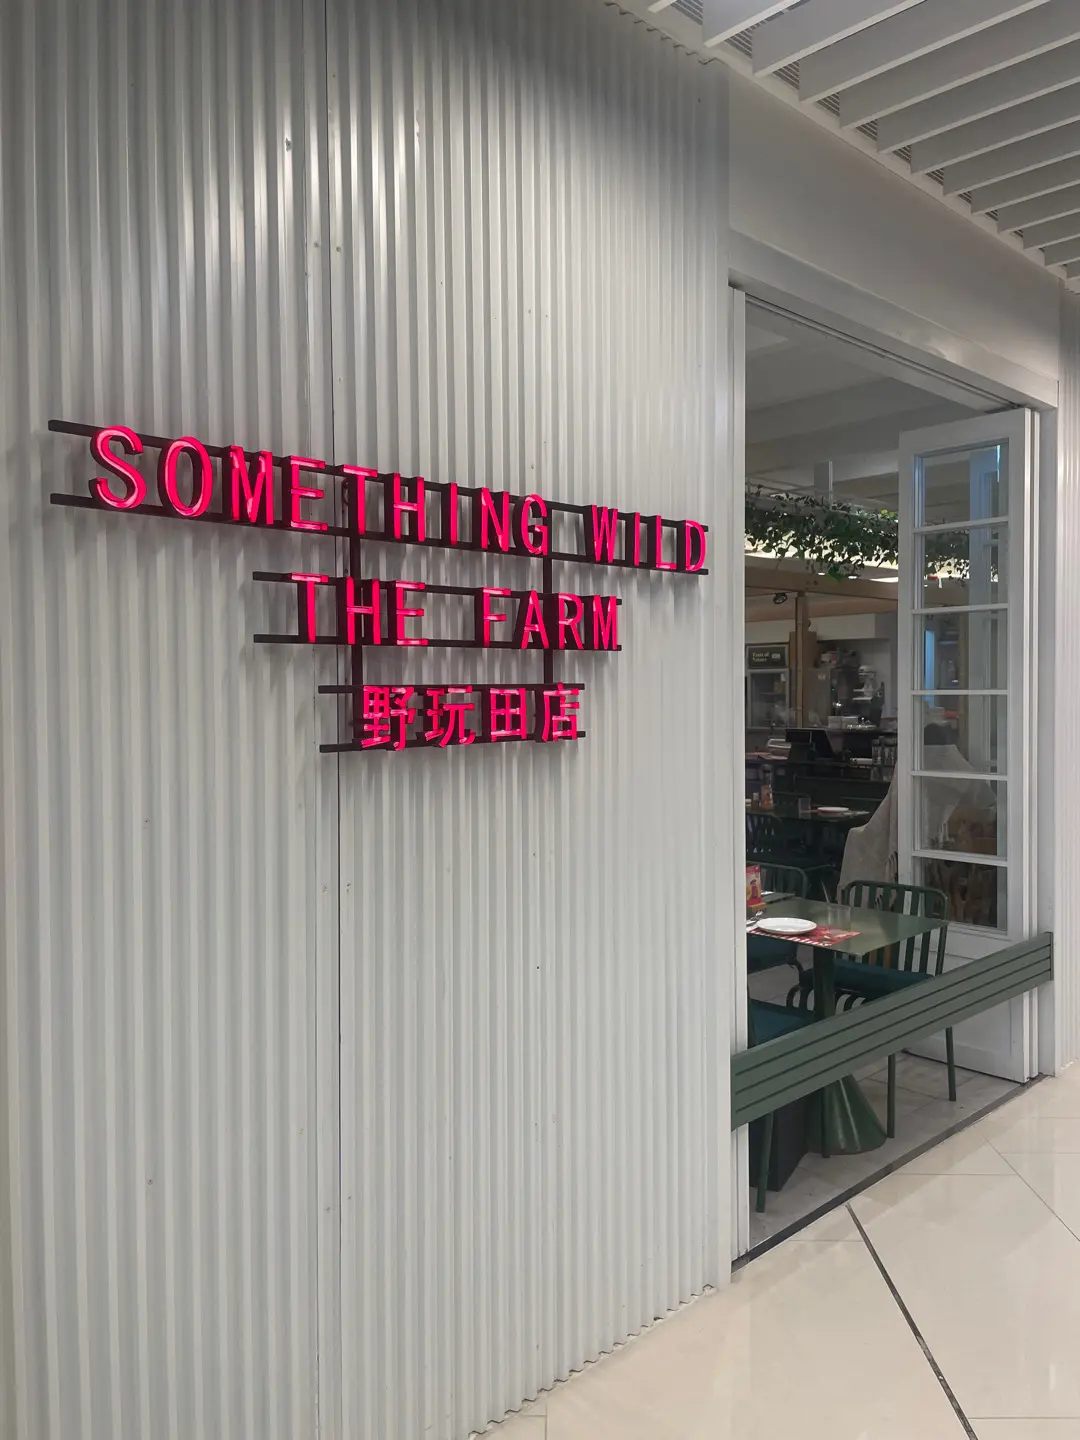 SOMETHING WILD
THE FARM
野玩田店